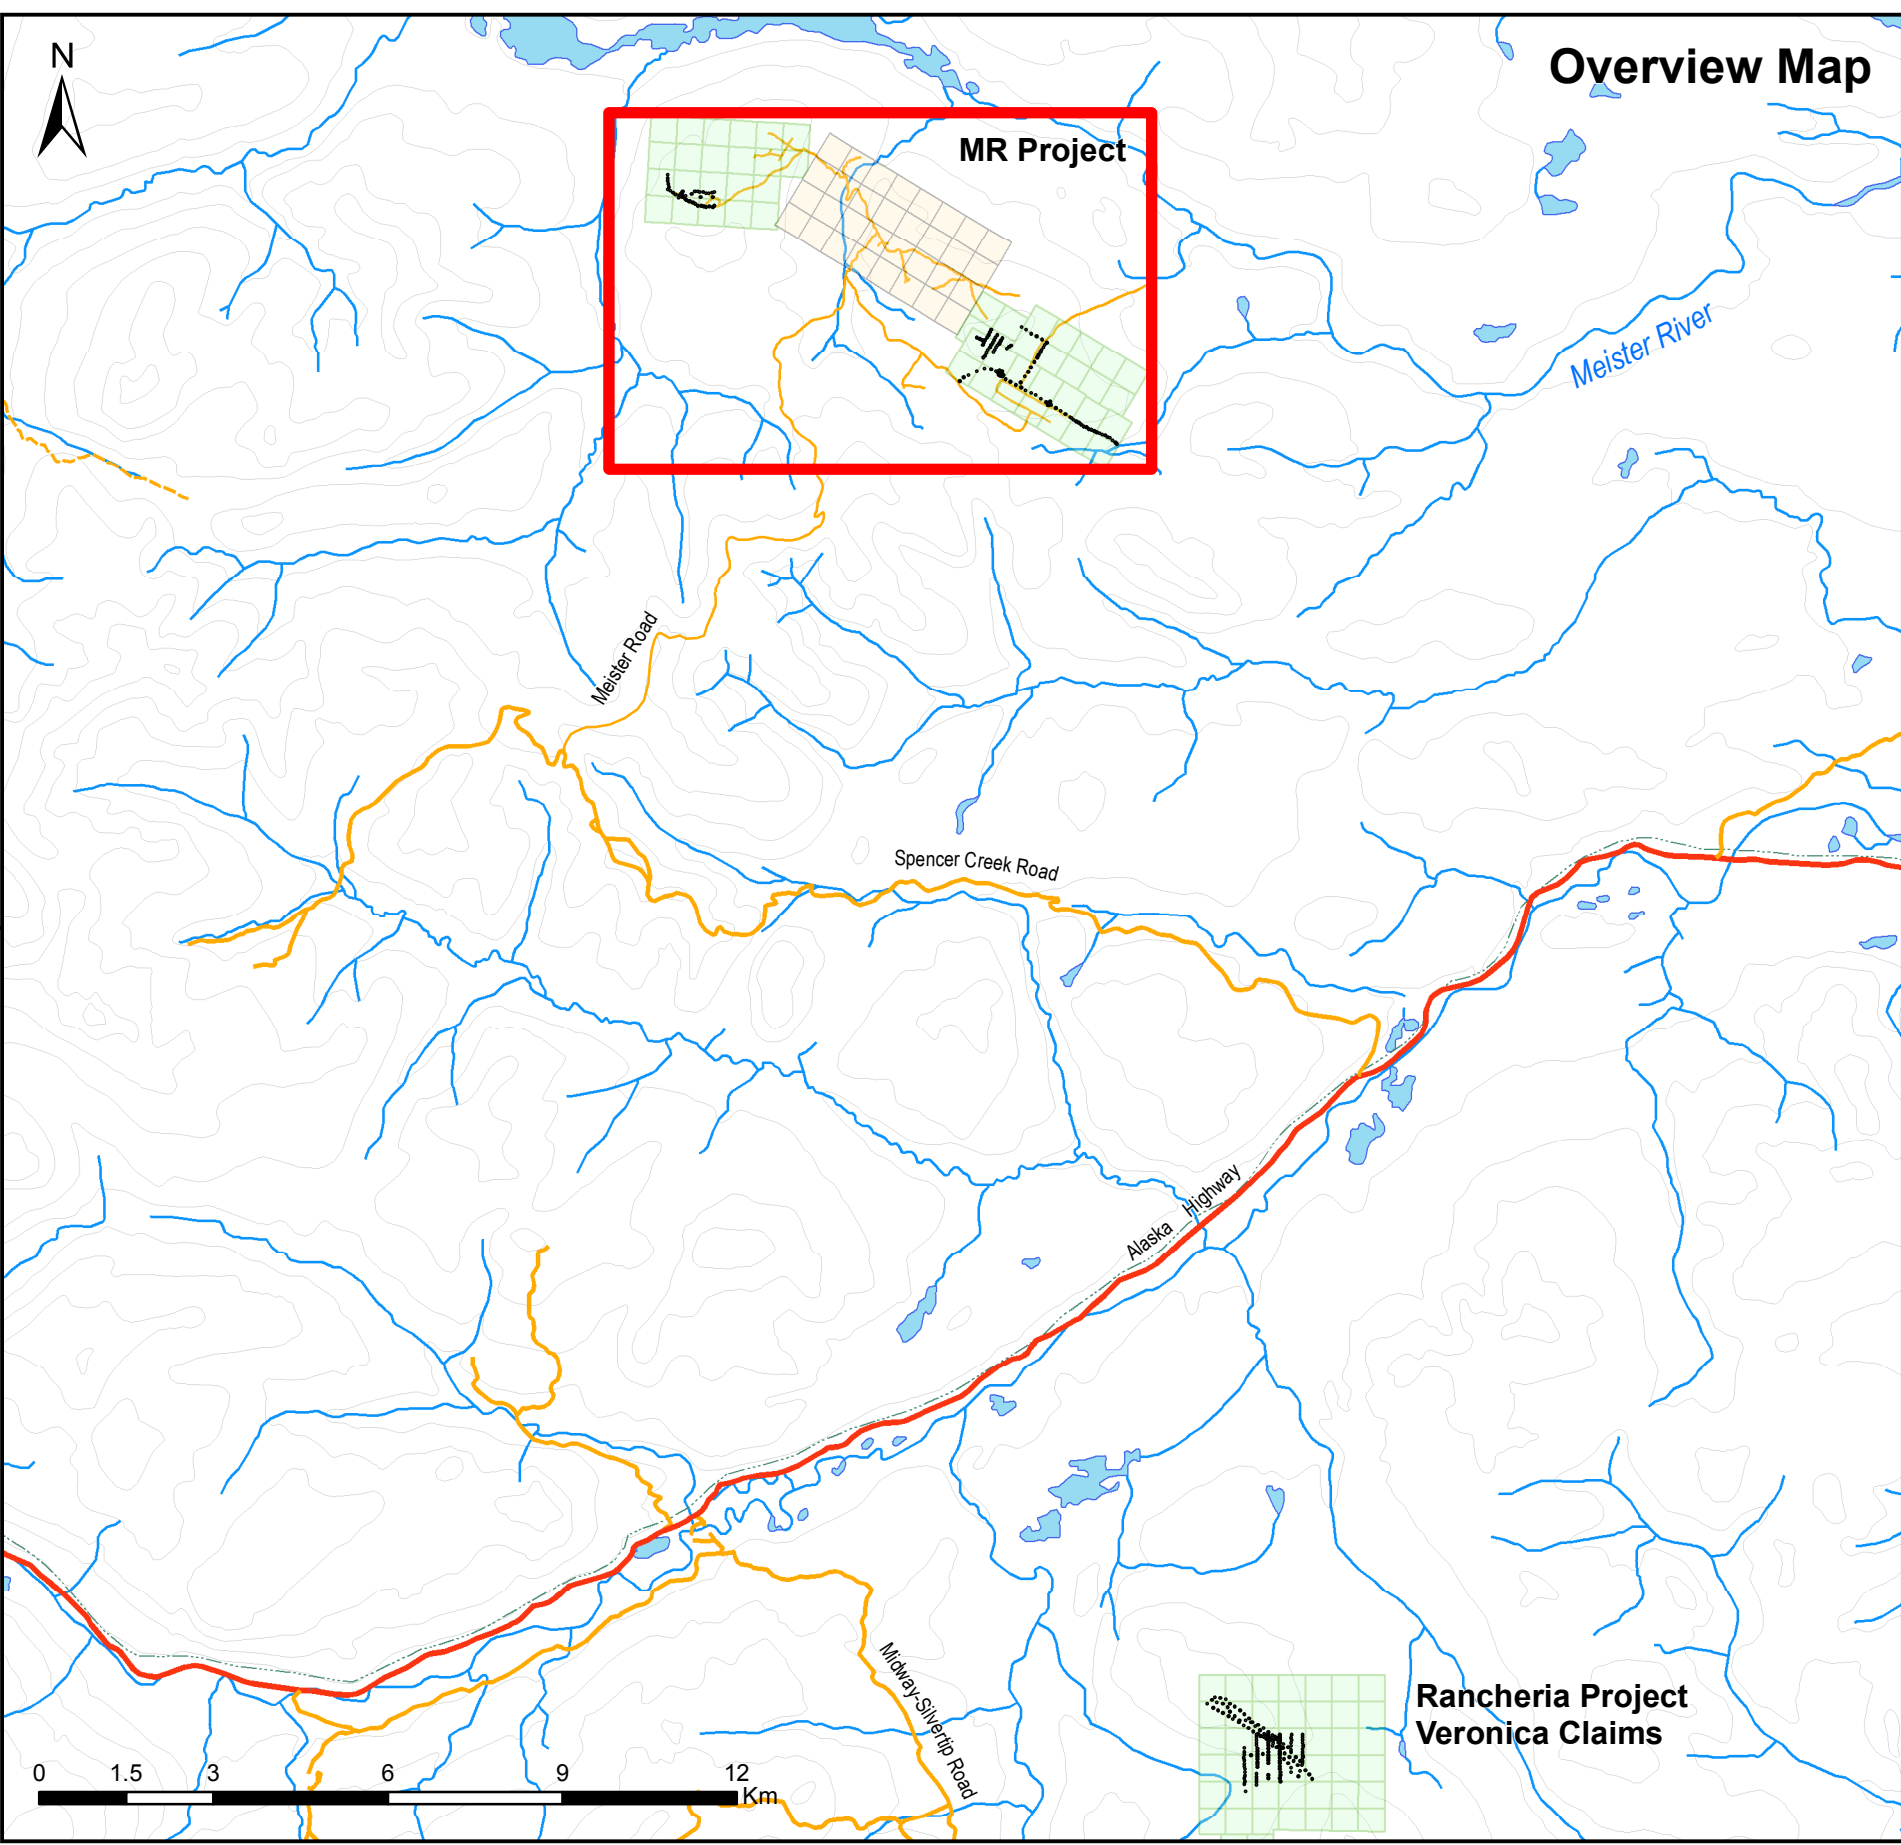 N
Overview Map
MR Project
Meister River
Meister Road
Spencer Creek Road
Alaska Highway
Midway-Silvertip Road
Rancheria Project
Veronica Claims
0 1.5 3 6 9 12
Km